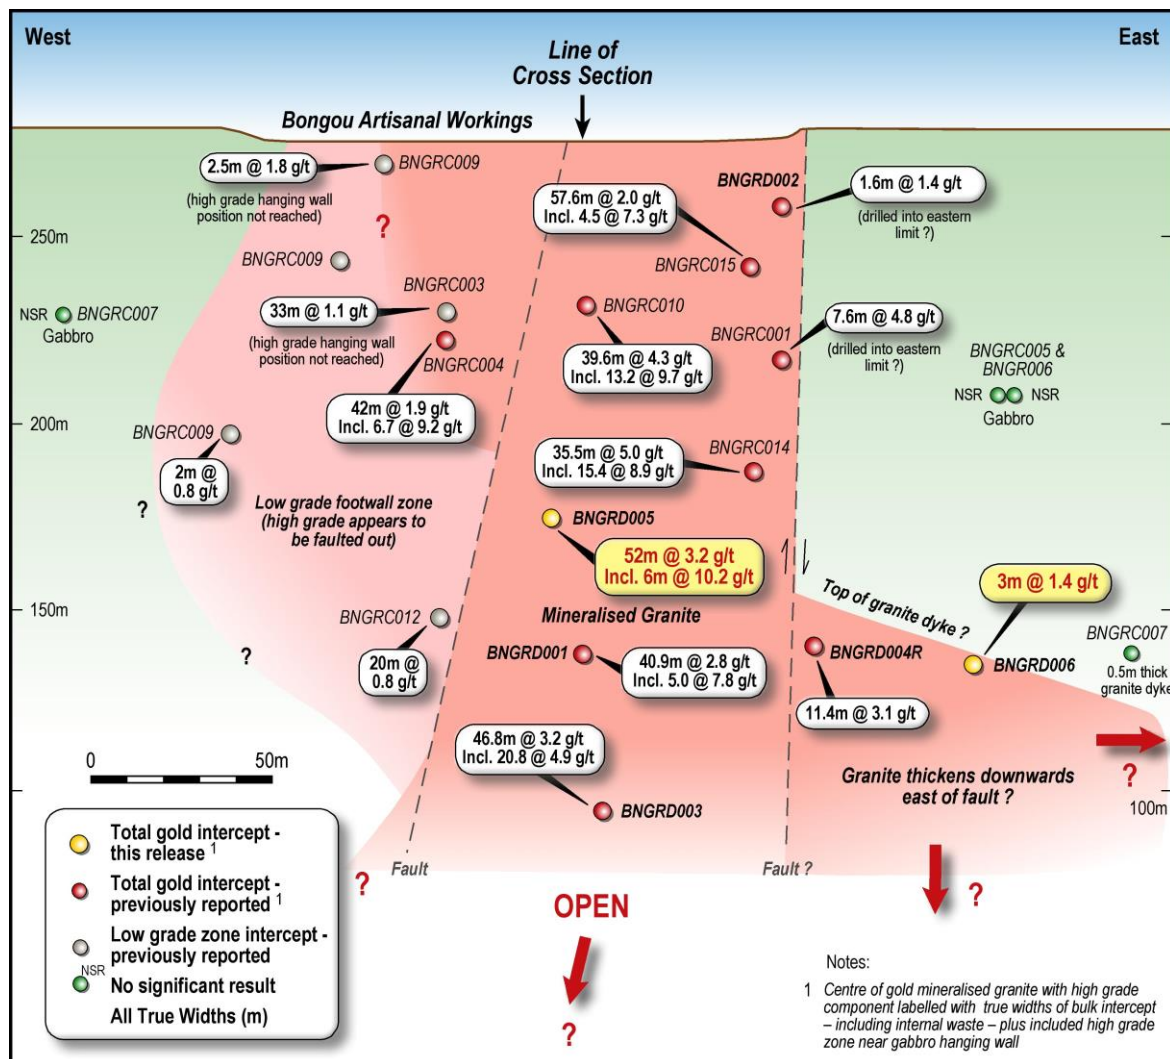 West
East
Line of
Cross Section
Bongou Artisanal Workings
2.5m @ 1.8 g/t
BNGRC009
(high grade hanging wall
position not reached)
?
57.6m @ 2.0 g/t
Incl. 4.5 @ 7.3 g/t
BNGRD002
1.6m @ 1.4 g/t
(drilled into eastern
limit ?)
250m
BNGRC009
BNGRC015
NSR
BNGRC007
Gabbro
BNGRC003
33m @ 1.1 g/t
(high grade hanging wall
position not reached)
BNGRC004
42m @ 1.9 g/t
Incl. 6.7 @ 9.2 g/t
BNGRC010
39.6m @ 4.3 g/t
Incl. 13.2 @ 9.7 g/t
BNGRC001
7.6m @ 4.8 g/t
(drilled into eastern
limit ?)
BNGRC005 &
BNGR006
NSR
NSR
Gabbro
200m
BNGRC009
2m @
0.8 g/t
?
35.5m @ 5.0 g/t
Incl. 15.4 @ 8.9 g/t
BNGRC014
Low grade footwall zone
(high grade appears to
be faulted out)
BNGRD005
52m @ 3.2 g/t
Incl. 6m @ 10.2 g/t
3m @ 1.4 g/t
Top of granite dyke ?
150m
Mineralised Granite
BNGRC012
20m @
0.8 g/t
?
BNGRD001
40.9m @ 2.8 g/t
Incl. 5.0 @ 7.8 g/t
BNGRD004R
11.4m @ 3.1 g/t
BNGRD006
BNGRC007
0.5m thick
granite dyke
46.8m @ 3.2 g/t
Incl. 20.8 @ 4.9 g/t
BNGRD003
0
50m
Granite thickens downwards
east of fault ?
?
100m
Fault
Fault ?
?
OPEN
?
?
Total gold intercept -
this release 1
Total gold intercept -
previously reported 1
Low grade zone intercept -
previously reported
NSR
No significant result
All True Widths (m)
Notes:
1 Centre of gold mineralised granite with high grade
component labelled with true widths of bulk intercept
– including internal waste – plus included high grade
zone near gabbro hanging wall